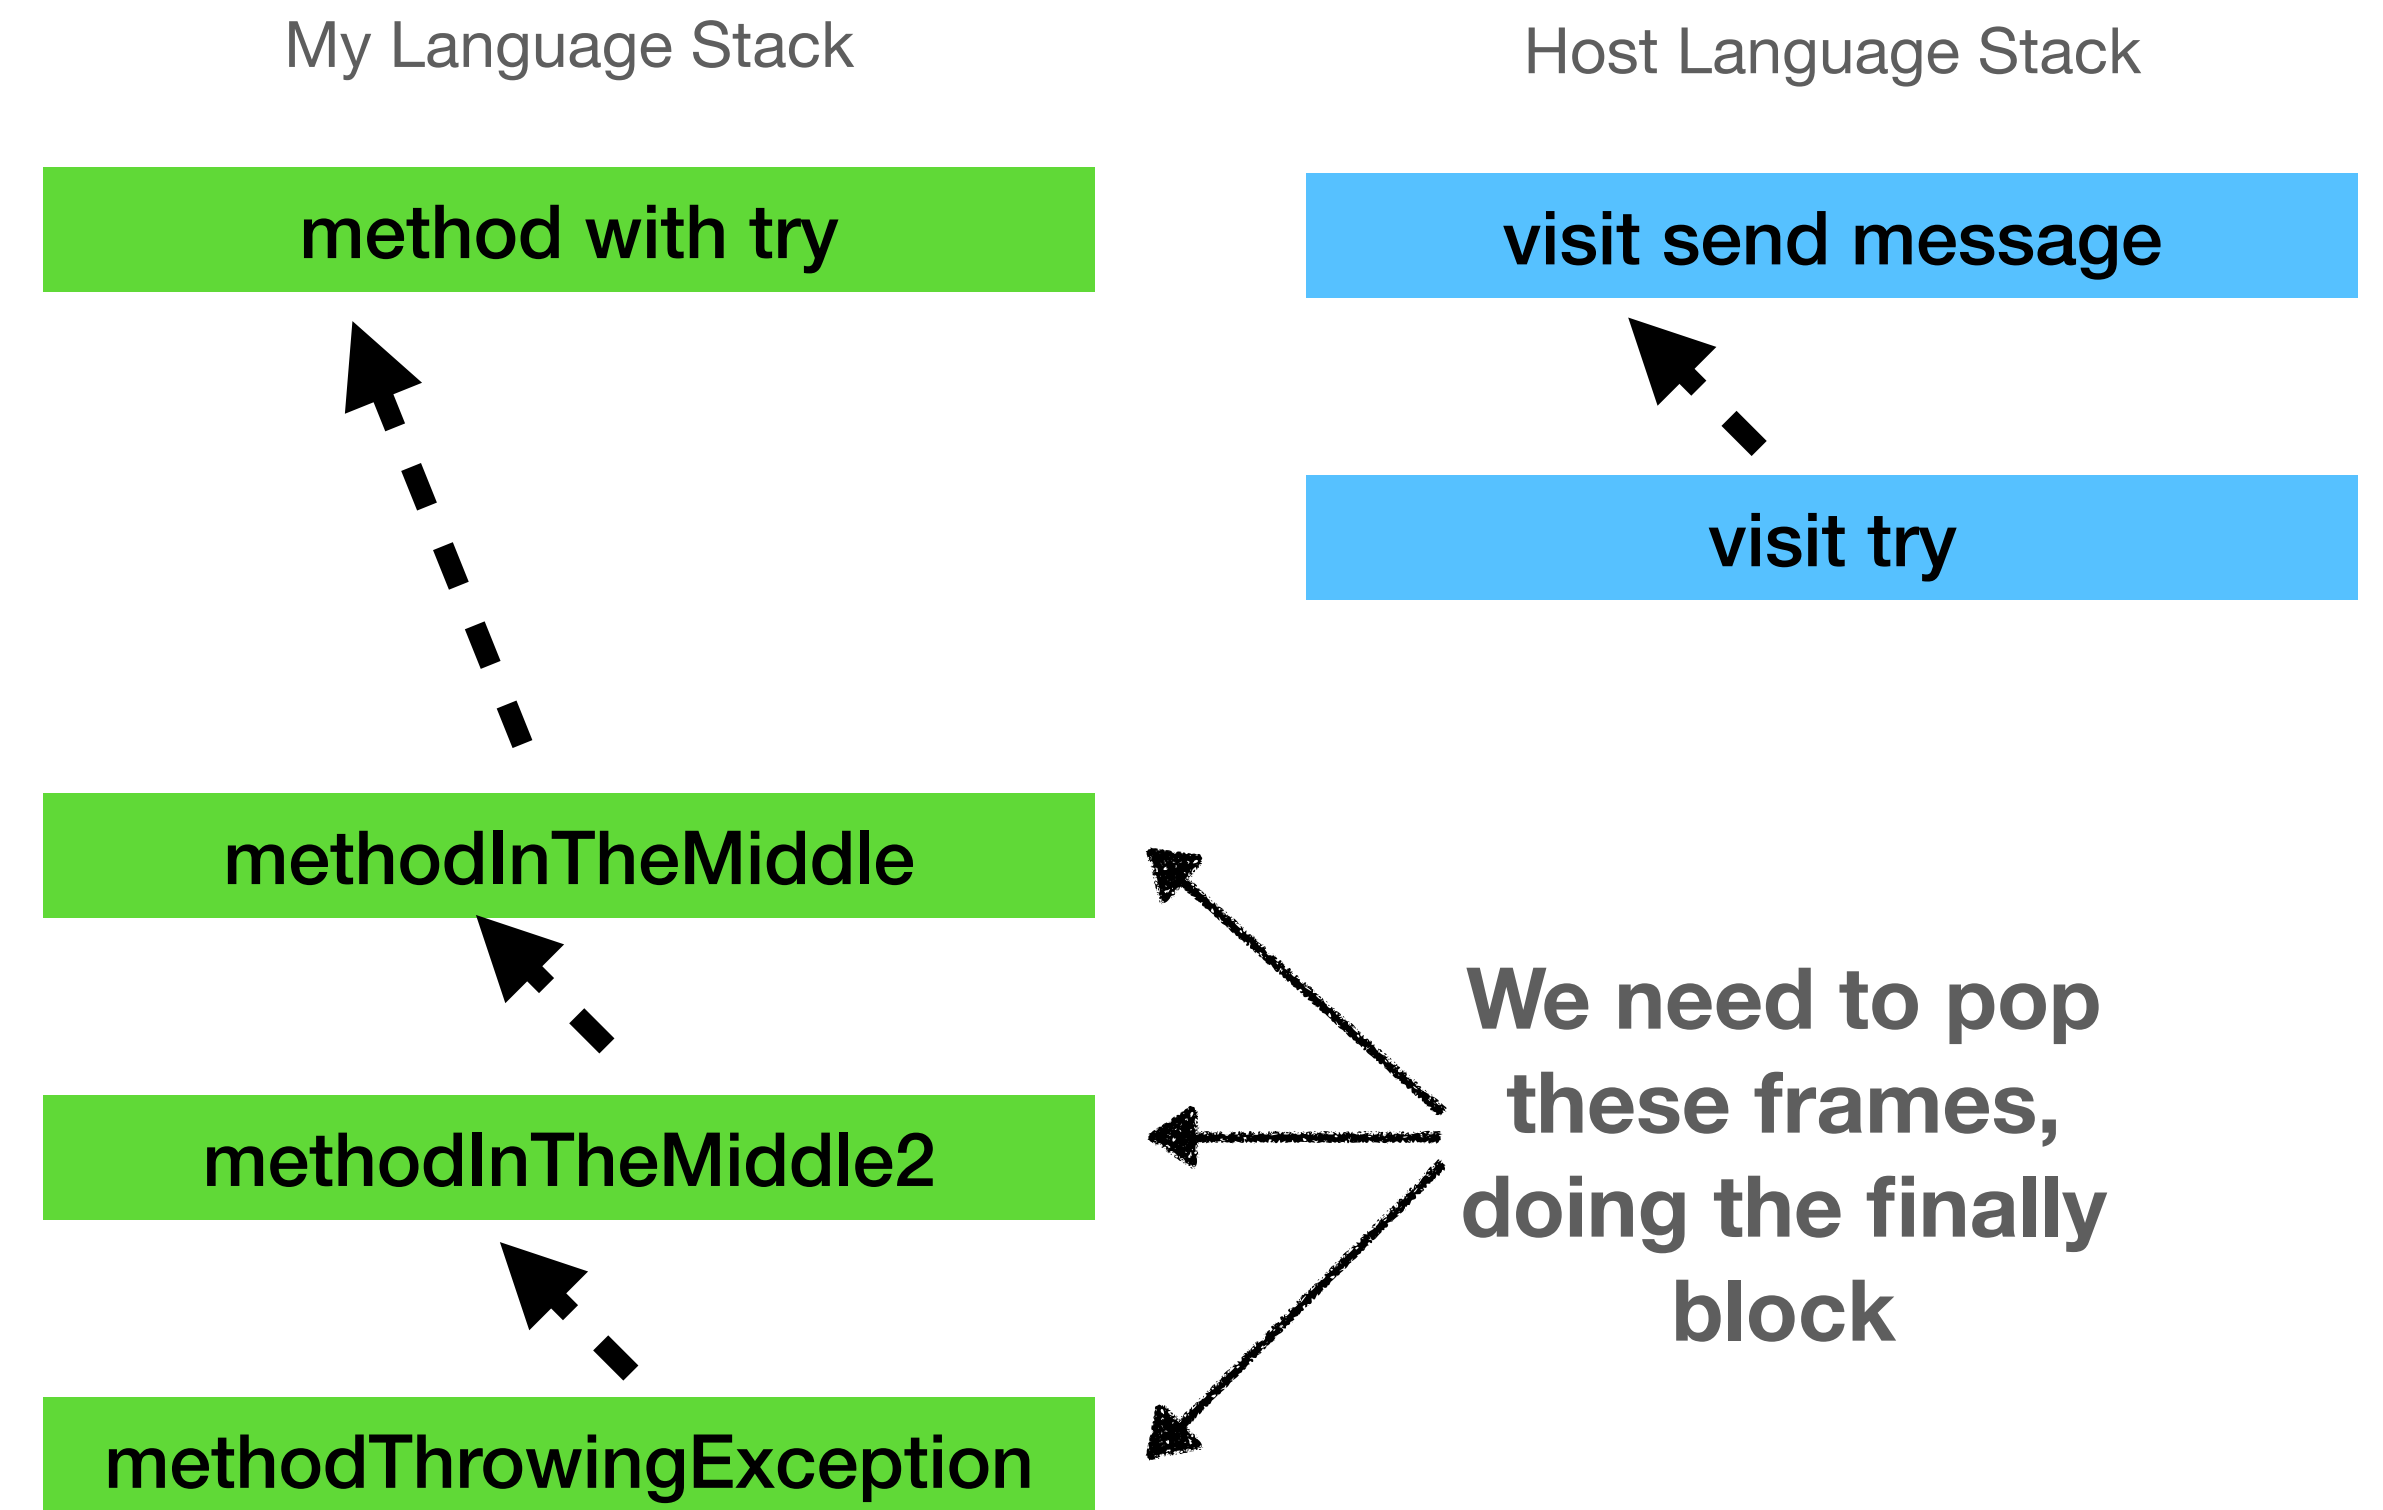 My Language Stack
Host Language Stack
method with try
visit send message
visit try
methodInTheMiddle
methodInTheMiddle2
methodThrowingException
We need to pop
these frames,
doing the finally
block